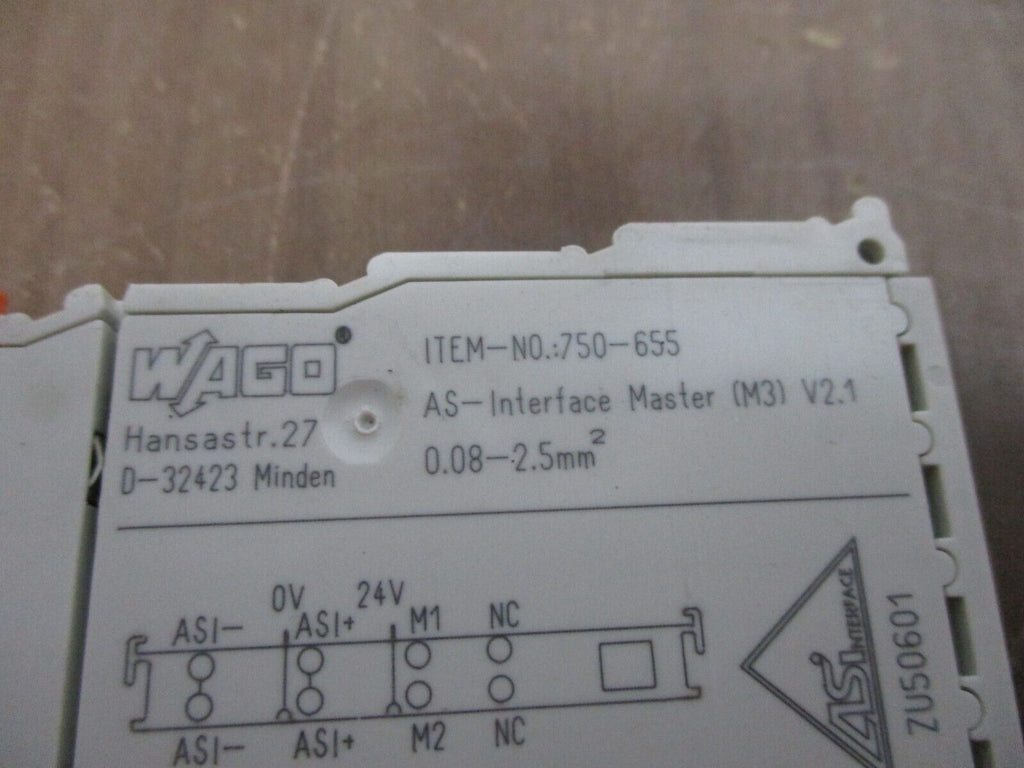 WAGO®
Hansastr.27
D-32423 Minden
ITEM-NO.:750-655
AS-Interface Master (M3) V2.1
0.08-2.5mm²
0V 24V
ASI- ASI+ M1 NC
ASI- ASI+ M2 NC
ASI INTERFACE
ZU50601